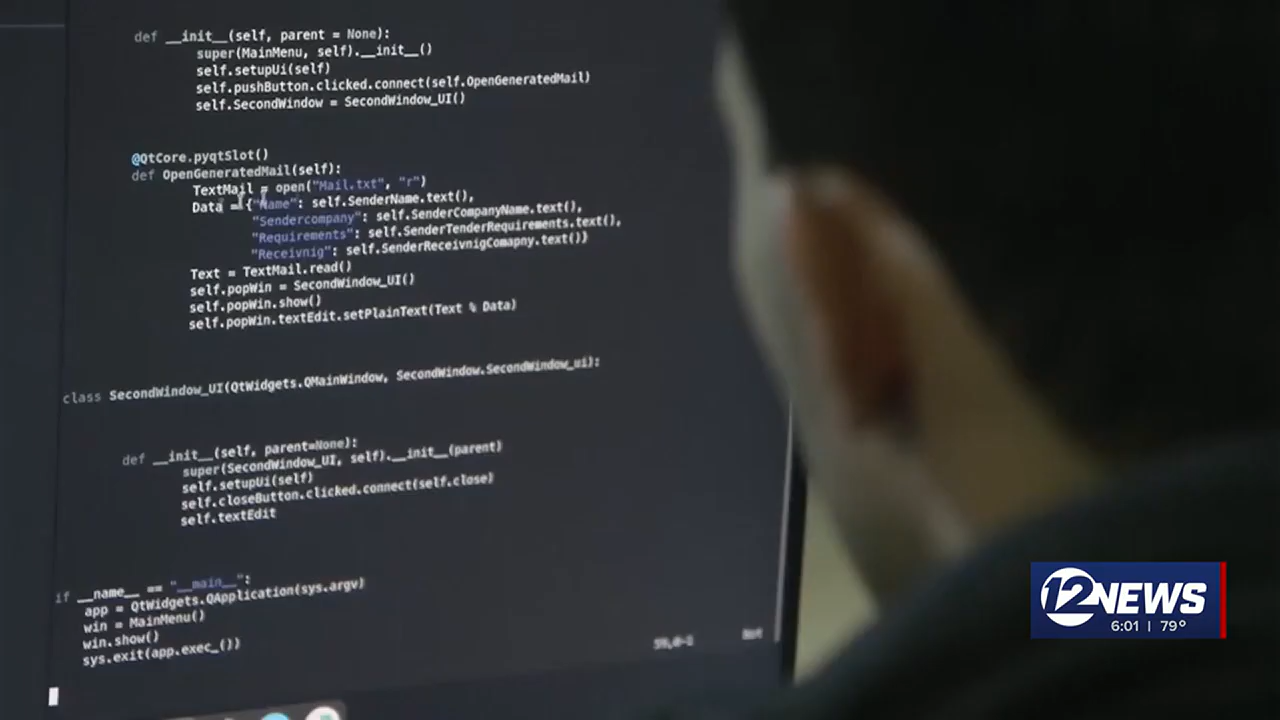 def __init__(self, parent = None):
super(MainMenu, self).__init__()
self.setupUi(self)
self.pushButton.clicked.connect(self.OpenGeneratedMail)
self.SecondWindow = SecondWindow_UI()
@QtCore.pyqtSlot()
def OpenGeneratedMail(self):
TextMail = open("Mail.txt", "r")
Data = {"Name": self.SenderName.text(),
"Sendercompany": self.SenderCompanyName.text(),
"Requirements": self.SenderTenderRequirements.text(),
"Receivnig": self.SenderReceivnigComapny.text()}
Text = TextMail.read()
self.popWin = SecondWindow_UI()
self.popWin.show()
self.popWin.textEdit.setPlainText(Text % Data)
class SecondWindow_UI(QtWidgets.QMainWindow, SecondWindow.SecondWindow_ui):
def __init__(self, parent=None):
super(SecondWindow_UI, self).__init__(parent)
self.setupUi(self)
self.closeButton.clicked.connect(self.close)
self.textEdit
if __name__ == "__main__":
app = QtWidgets.QApplication(sys.argv)
win = MainMenu()
win.show()
sys.exit(app.exec_())
12NEWS
6:01 | 79°